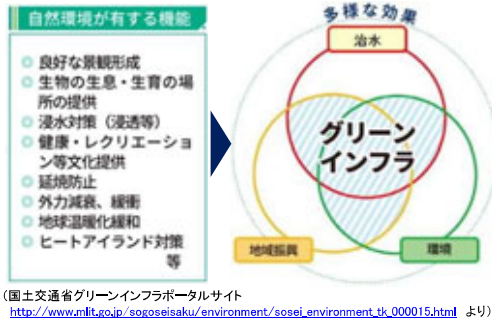 自然環境が有する機能
良好な景観形成
生物の生息・生育の場
所の提供
浸水対策（浸透等）
健康・レクリエーショ
ン等文化提供
延焼防止
外力減衰、緩衝
地球温暖化緩和
ヒートアイランド対策
等
多様な効果
治水
グリーン
インフラ
地域振興
環境
（国土交通省グリーンインフラポータルサイト
http://www.mlit.go.jp/sogoseisaku/environment/sosei_environment_tk_000015.html　より）